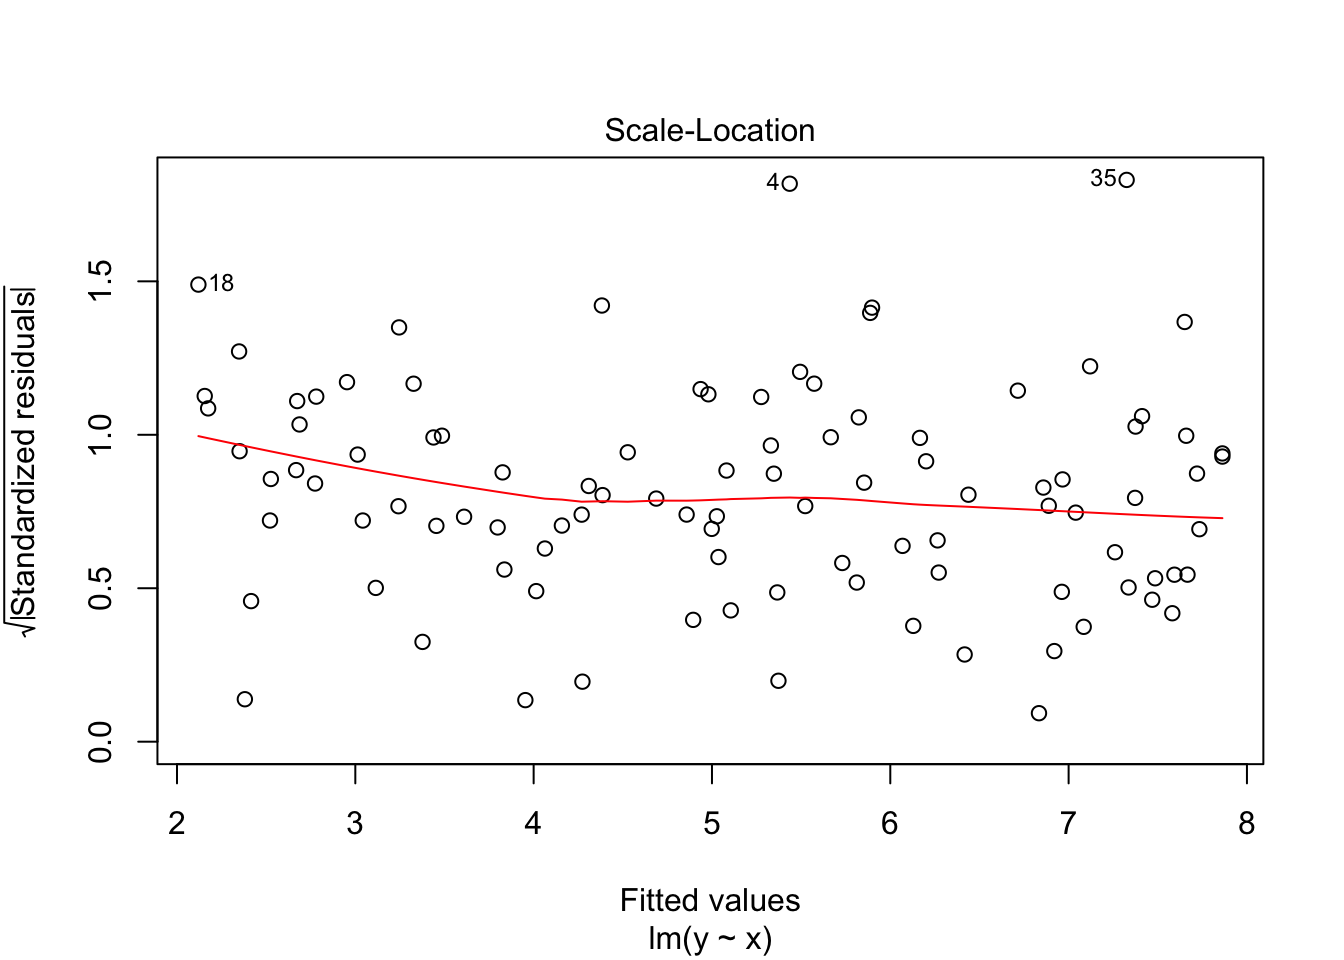 Scale-Location
4
35
18
√|Standardized residuals|
0.0
0.5
1.0
1.5
2 3 4 5 6 7 8
Fitted values
lm(y ~ x)